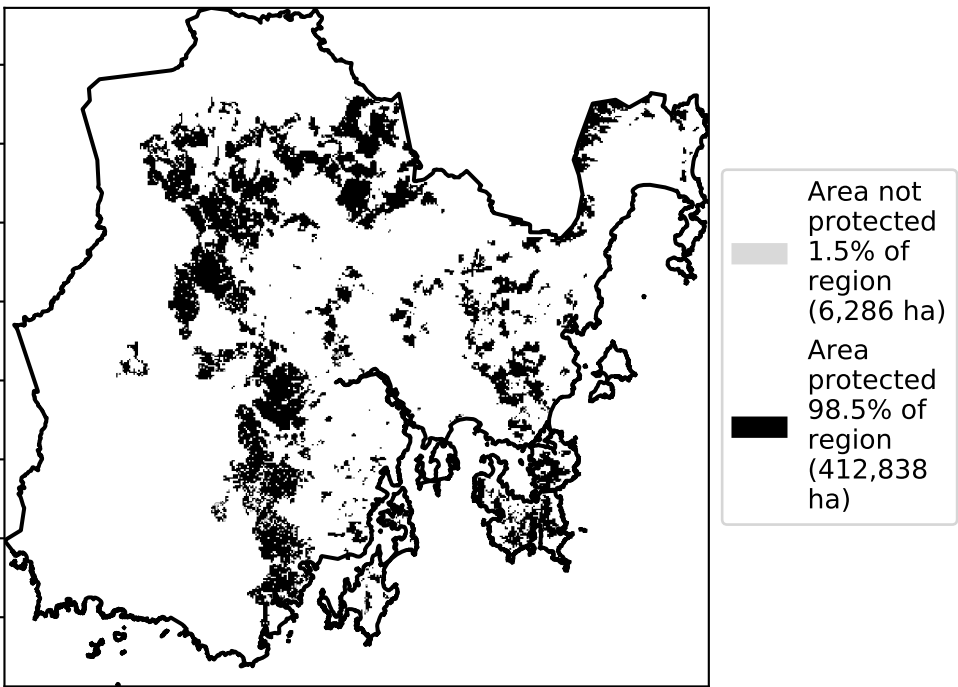 Area not
protected
1.5% of
region
(6,286 ha)
Area
protected
98.5% of
region
(412,838
ha)